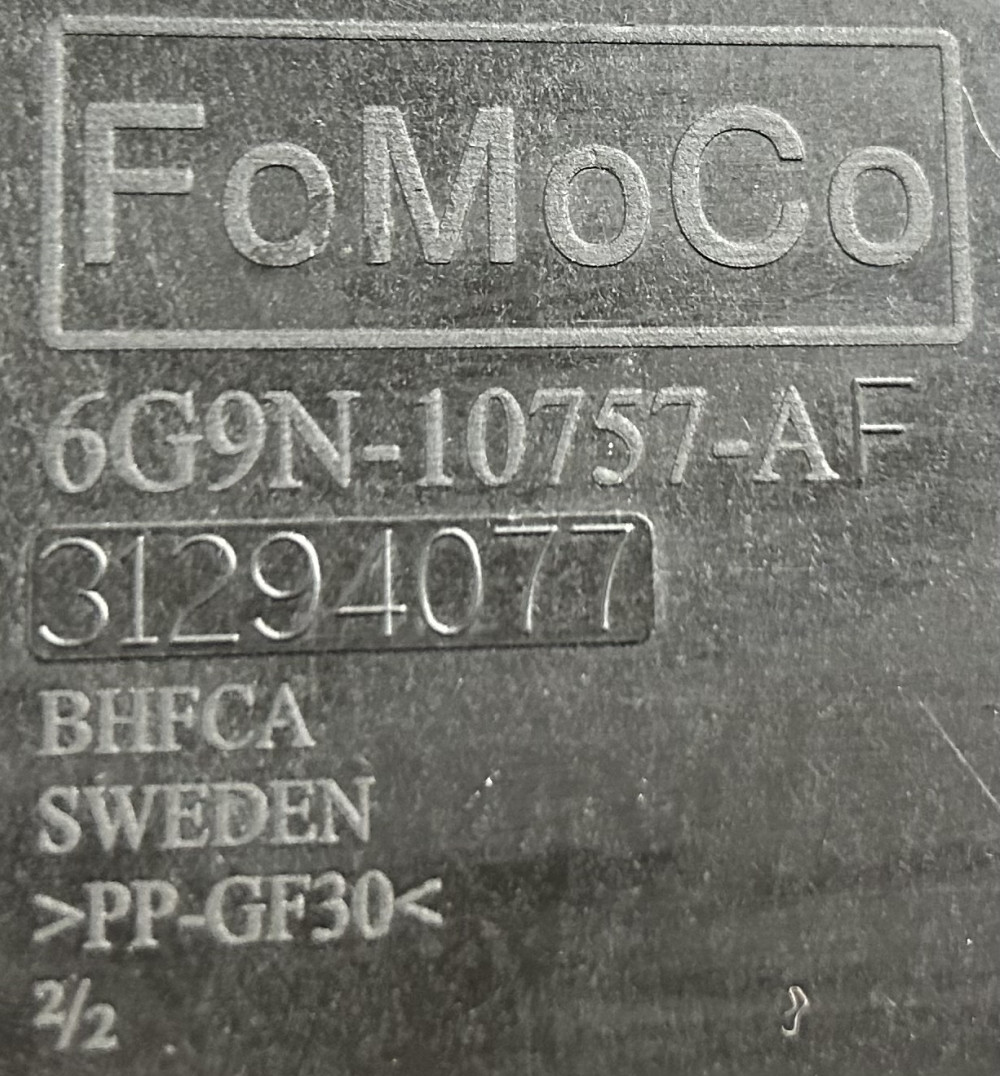 FoMoCo
6G9N-10757-AF
31294077
BHFCA
SWEDEN
>PP-GF30<
2/2